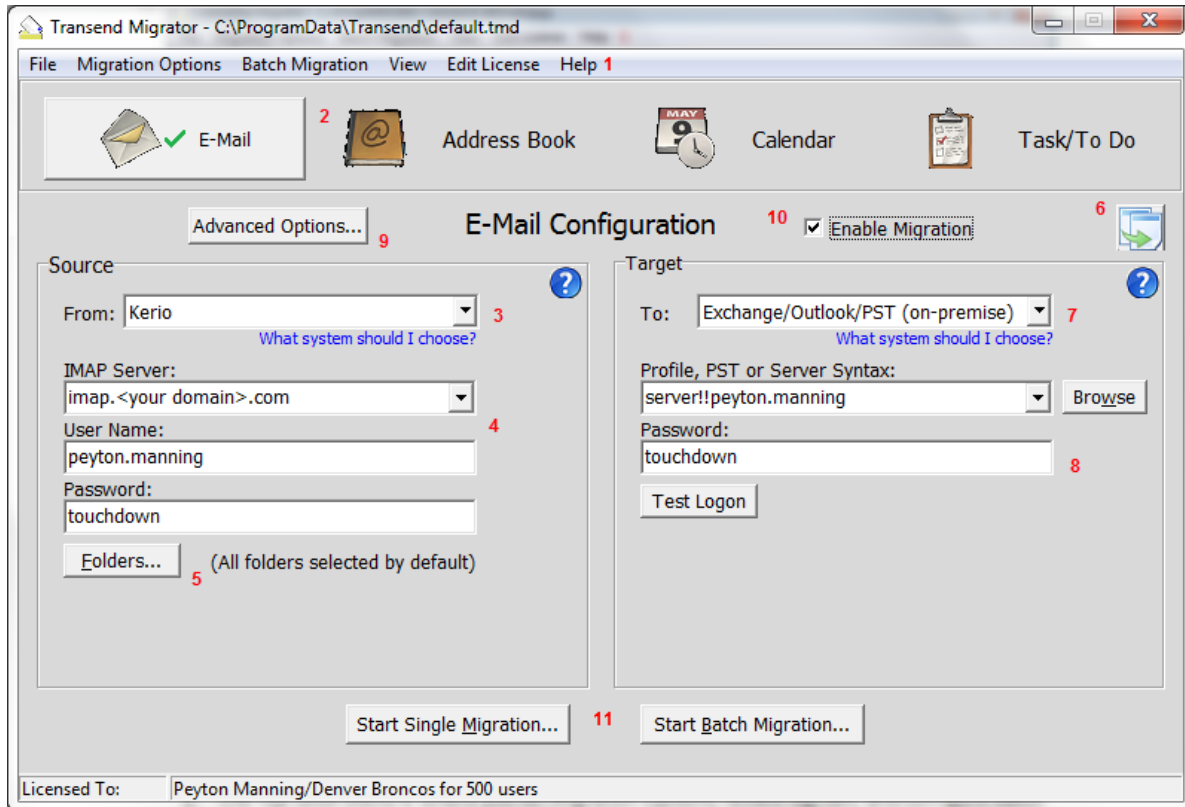 Transend Migrator - C:\ProgramData\Transend\default.tmd
File Migration Options Batch Migration View Edit License Help 1
E-Mail 2 Address Book MAY 9 Calendar Task/To Do
Advanced Options... 9 E-Mail Configuration 10 Enable Migration 6
Source
From: Kerio 3
What system should I choose?
IMAP Server:
imap.<your domain>.com
User Name: 4
peyton.manning
Password:
touchdown
Folders... 5 (All folders selected by default)
Target
To: Exchange/Outlook/PST (on-premise) 7
What system should I choose?
Profile, PST or Server Syntax:
server!!peyton.manning Browse
Password:
touchdown 8
Test Logon
Start Single Migration... 11 Start Batch Migration...
Licensed To: Peyton Manning/Denver Broncos for 500 users